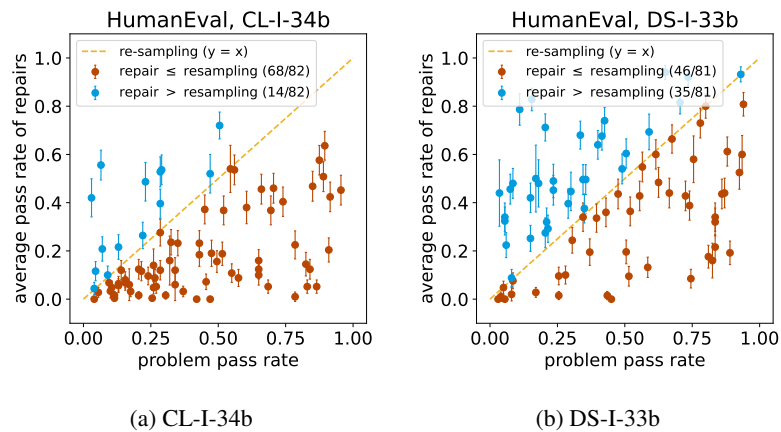 HumanEval, CL-I-34b
re-sampling (y = x)
repair ≤ resampling (68/82)
repair > resampling (14/82)
average pass rate of repairs
1.0
0.8
0.6
0.4
0.2
0.0
0.00 0.25 0.50 0.75 1.00
problem pass rate
(a) CL-I-34b
HumanEval, DS-I-33b
re-sampling (y = x)
repair ≤ resampling (46/81)
repair > resampling (35/81)
average pass rate of repairs
1.0
0.8
0.6
0.4
0.2
0.0
0.00 0.25 0.50 0.75 1.00
problem pass rate
(b) DS-I-33b